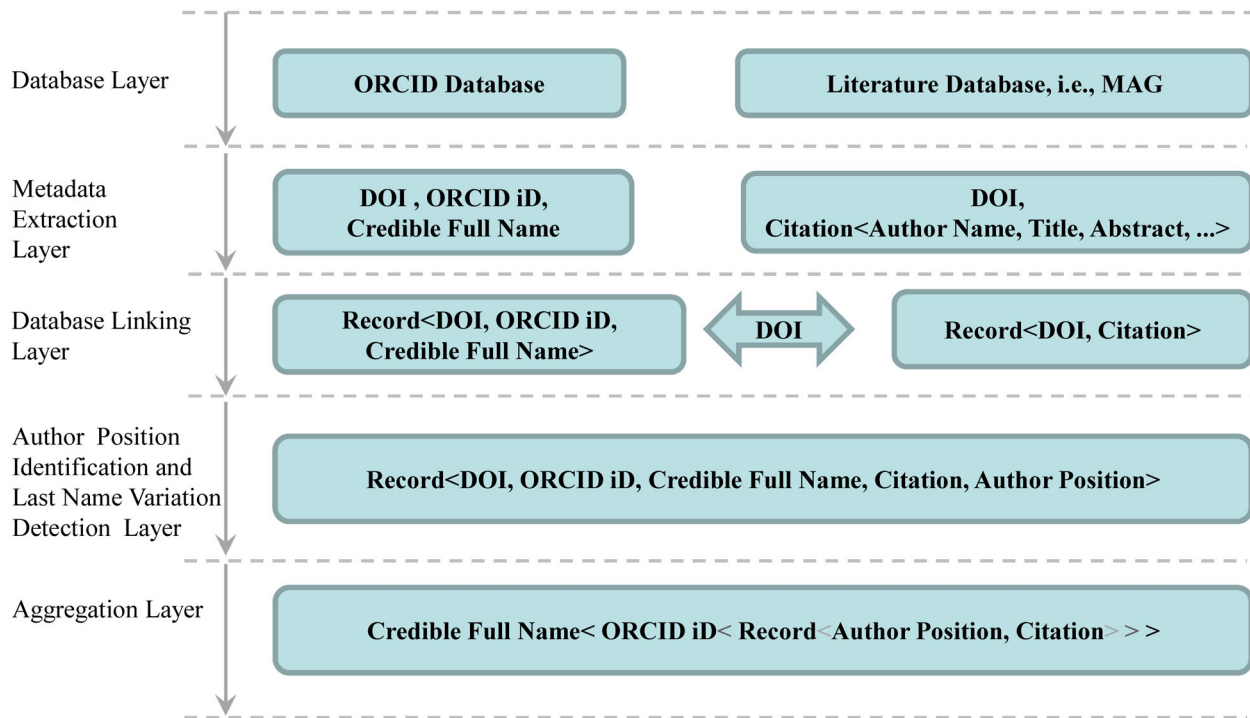 Database Layer
ORCID Database
Literature Database, i.e., MAG
Metadata
Extraction
Layer
DOI , ORCID iD,
Credible Full Name
DOI,
Citation<Author Name, Title, Abstract, ...>
Database Linking
Layer
Record<DOI, ORCID iD,
Credible Full Name>
DOI
Record<DOI, Citation>
Author Position
Identification and
Last Name Variation
Detection Layer
Record<DOI, ORCID iD, Credible Full Name, Citation, Author Position>
Aggregation Layer
Credible Full Name< ORCID iD< Record<Author Position, Citation> > >